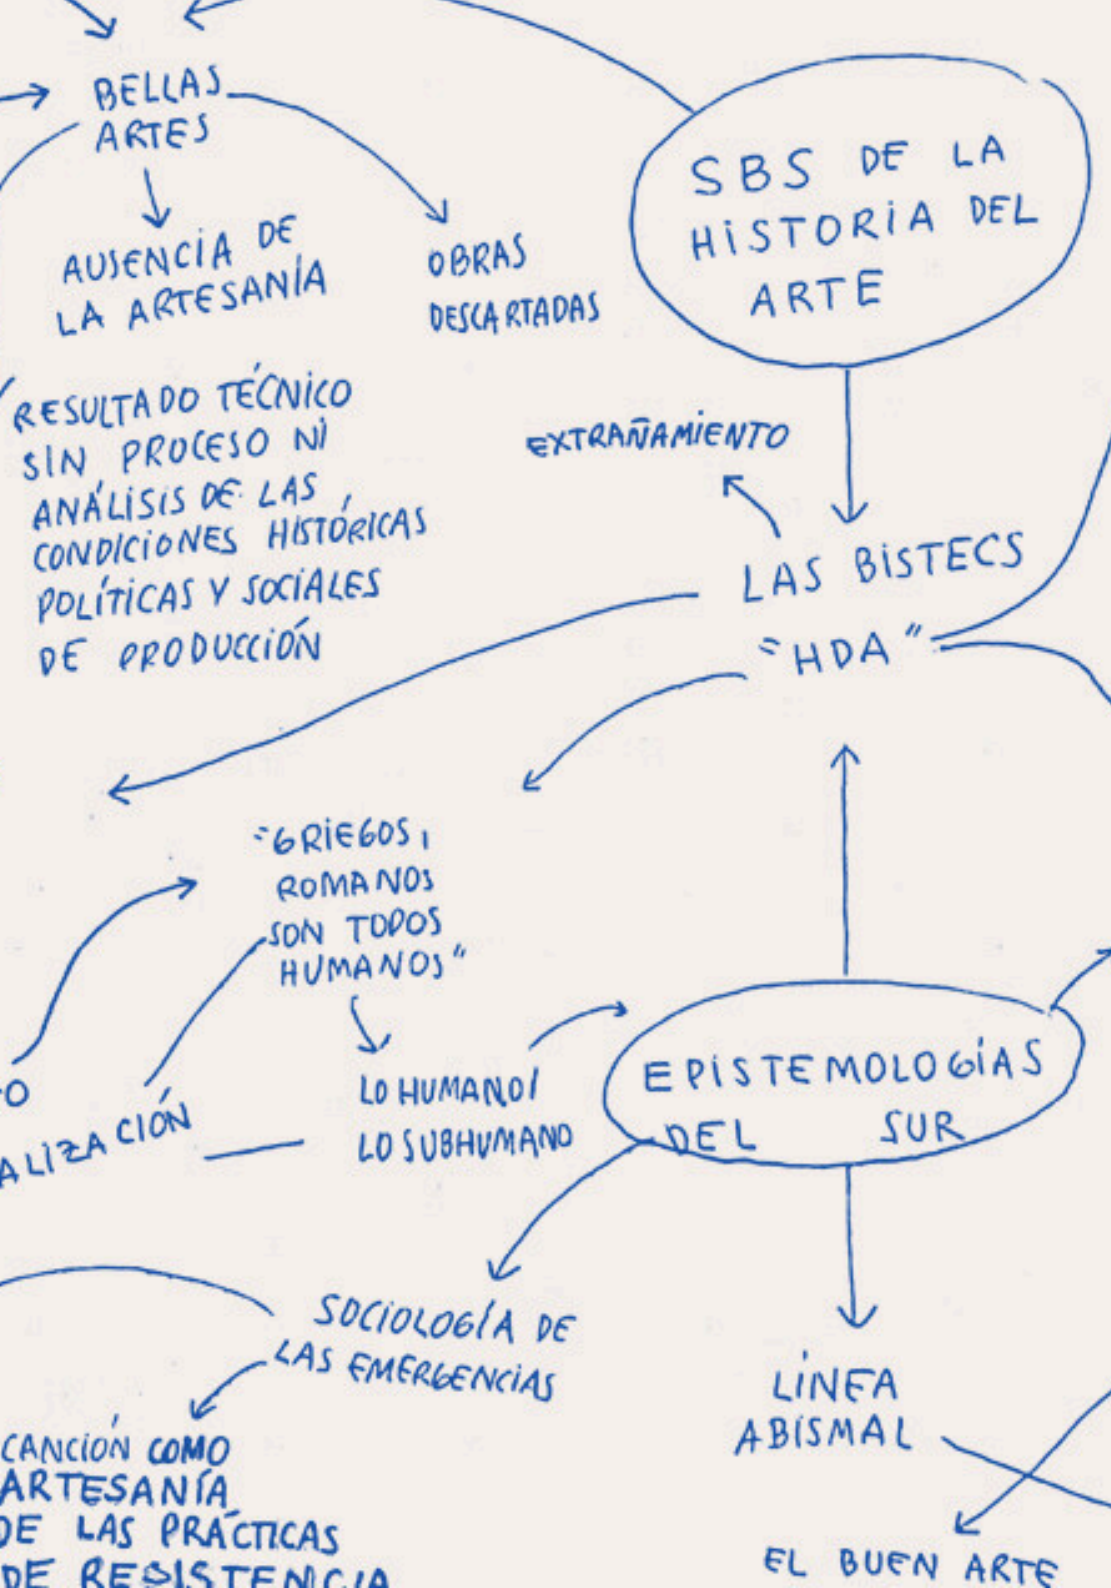 BELLAS
ARTES
AUSENCIA DE
LA ARTESANÍA
OBRAS
DESCARTADAS
SBS DE LA
HISTORIA DEL
ARTE
RESULTADO TÉCNICO
SIN PROCESO NI
ANÁLISIS DE LAS
CONDICIONES HISTÓRICAS
POLÍTICAS Y SOCIALES
DE PRODUCCIÓN
EXTRAÑAMIENTO
LAS BISTECS
"HDA"
"GRIEGOS,
ROMANOS
SON TODOS
HUMANOS"
LO HUMANO/
LO SUBHUMANO
EPISTEMOLOGÍAS
DEL SUR
SOCIOLOGÍA DE
LAS EMERGENCIAS
CANCIÓN COMO
ARTESANÍA
DE LAS PRÁCTICAS
DE RESISTENCIA
LÍNEA
ABISMAL
EL BUEN ARTE